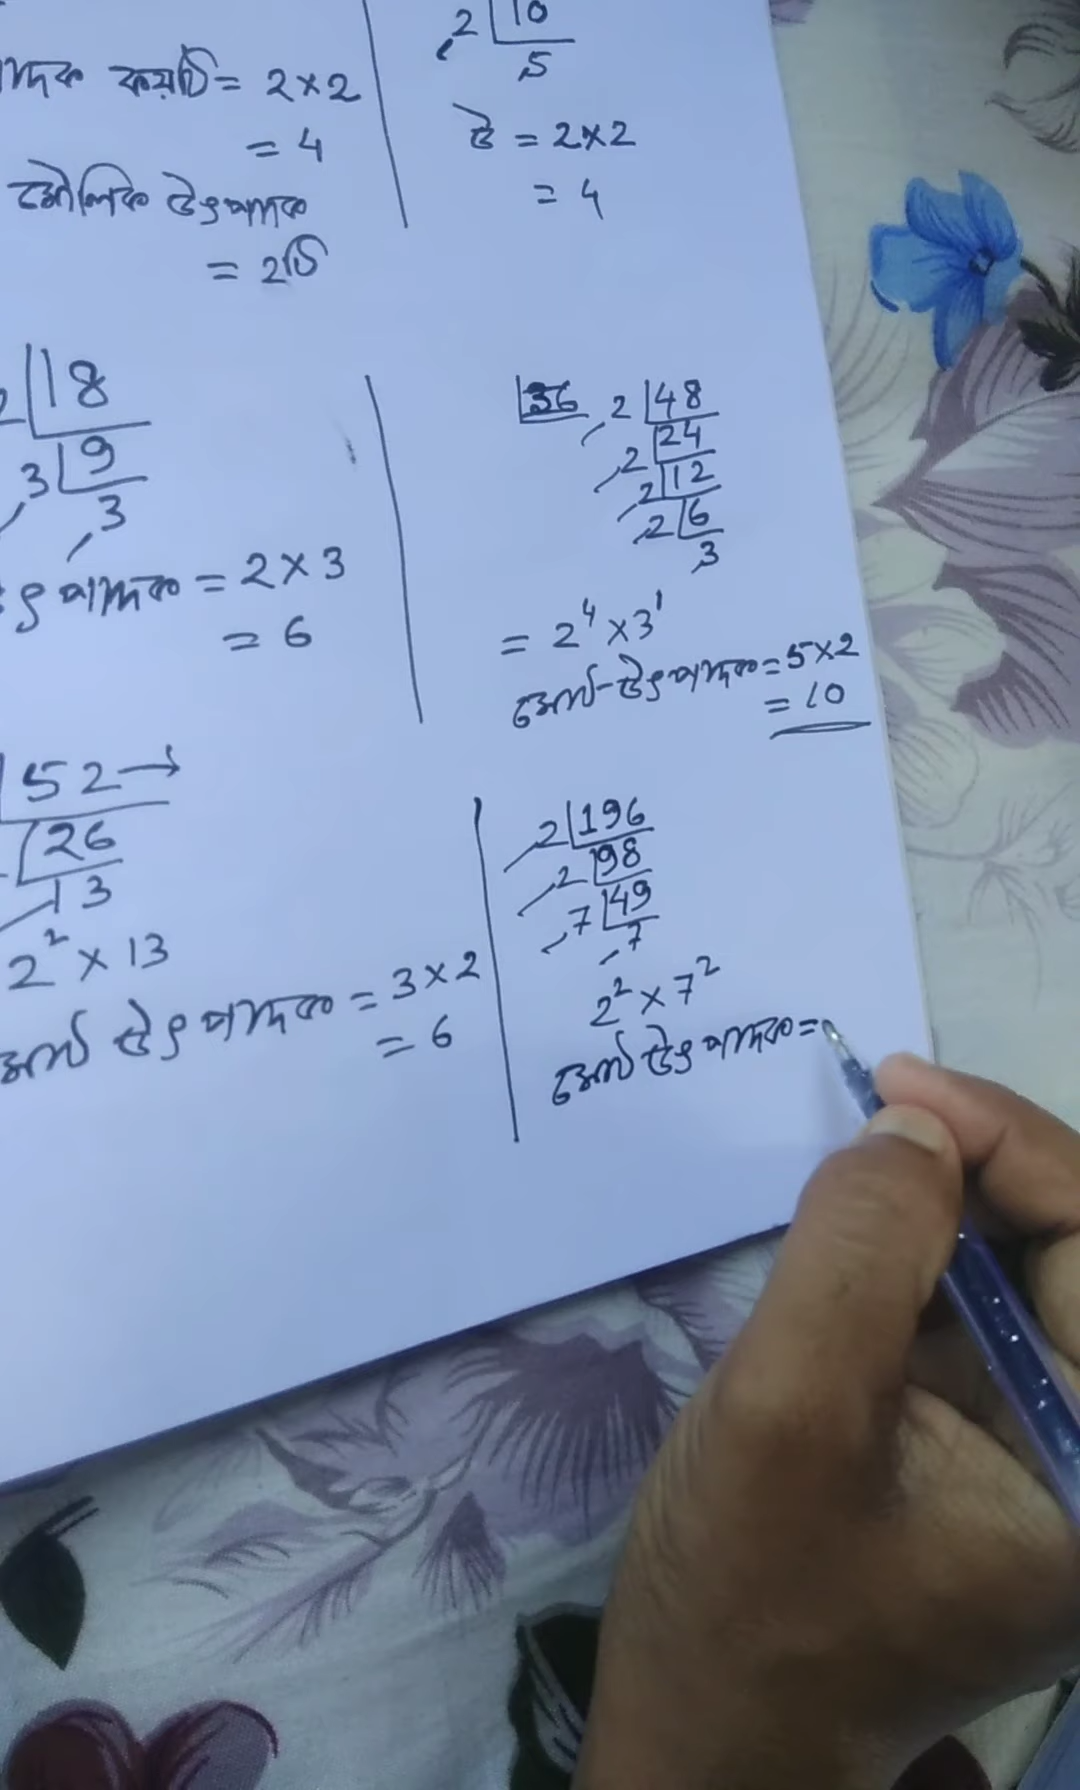 কয়টি = 2×2
= 4
মৌলিক উৎপাদক
= 2টি
2 10
5
উ = 2×2
= 4
2 18
3 9
3
ৎপাদক = 2×3
= 6
36
2 48
2 24
2 12
2 6
3
= 2⁴ × 3¹
মোট-উৎপাদক = 5×2
= 10
52 →
26
13
2² × 13
মোট উৎপাদক = 3×2
= 6
2 196
2 98
7 49
7
2² × 7²
মোট উৎপাদক =